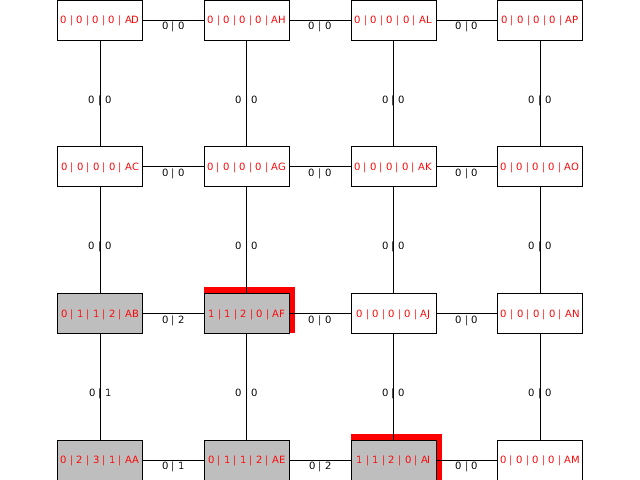 0 | 0 | 0 | 0 | AD 0 | 0 0 | 0 | 0 | 0 | AH 0 | 0 0 | 0 | 0 | 0 | AL 0 | 0 0 | 0 | 0 | 0 | AP
0 | 0 0 | 0 0 | 0 0 | 0
0 | 0 | 0 | 0 | AC 0 | 0 0 | 0 | 0 | 0 | AG 0 | 0 0 | 0 | 0 | 0 | AK 0 | 0 0 | 0 | 0 | 0 | AO
0 | 0 0 | 0 0 | 0 0 | 0
0 | 1 | 1 | 2 | AB 0 | 2 1 | 1 | 2 | 0 | AF 0 | 0 0 | 0 | 0 | 0 | AJ 0 | 0 0 | 0 | 0 | 0 | AN
0 | 1 0 | 0 0 | 0 0 | 0
0 | 2 | 3 | 1 | AA 0 | 1 0 | 1 | 1 | 2 | AE 0 | 2 1 | 1 | 2 | 0 | AI 0 | 0 0 | 0 | 0 | 0 | AM